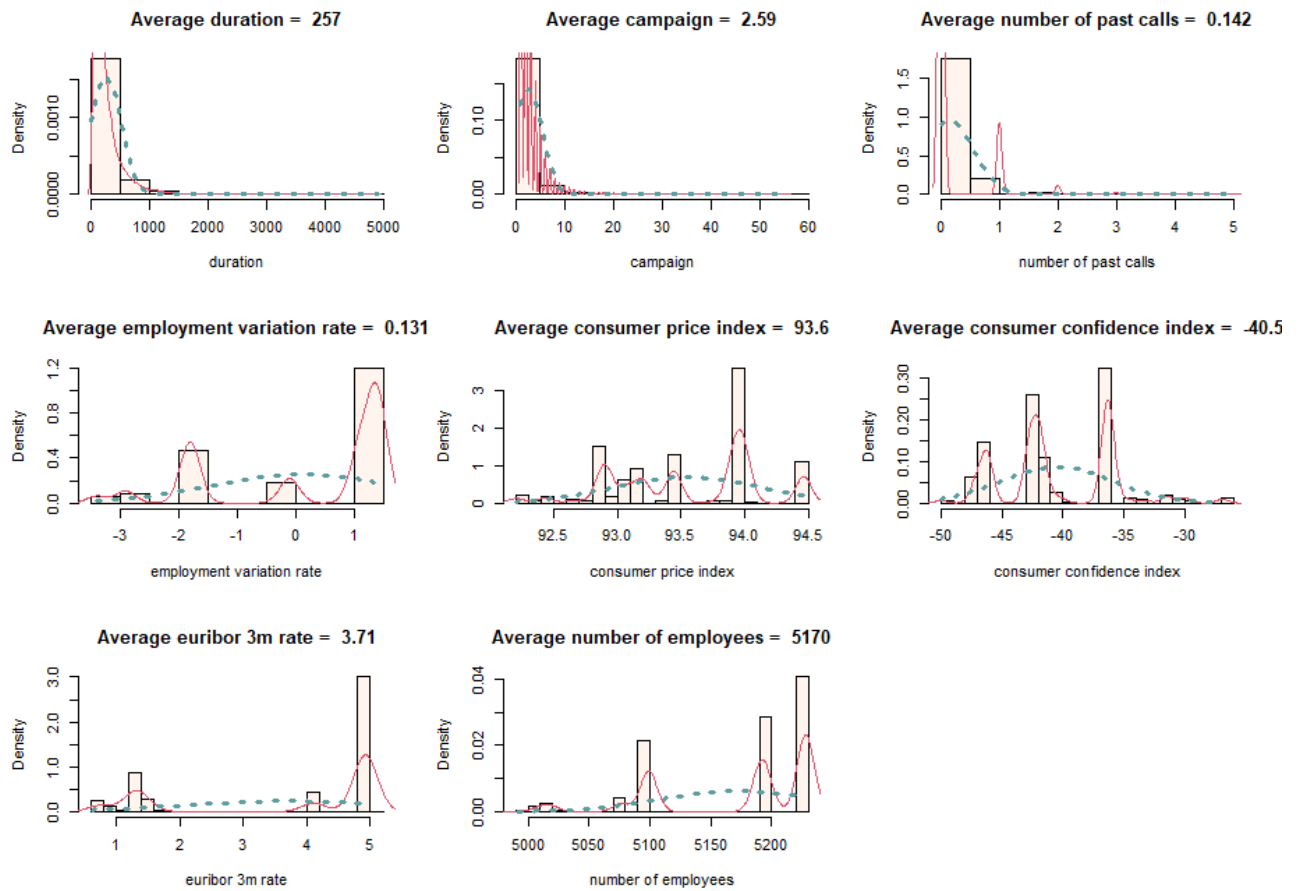 Average duration = 257
Density
0.0000 0.0010
0 1000 2000 3000 4000 5000
duration
Average campaign = 2.59
Density
0.00 0.10
0 10 20 30 40 50 60
campaign
Average number of past calls = 0.142
Density
0.0 0.5 1.0 1.5
0 1 2 3 4 5
number of past calls
Average employment variation rate = 0.131
Density
0.0 0.4 0.8 1.2
-3 -2 -1 0 1
employment variation rate
Average consumer price index = 93.6
Density
0 1 2 3
92.5 93.0 93.5 94.0 94.5
consumer price index
Average consumer confidence index = -40.5
Density
0.00 0.10 0.20 0.30
-50 -45 -40 -35 -30
consumer confidence index
Average euribor 3m rate = 3.71
Density
0.0 1.0 2.0 3.0
1 2 3 4 5
euribor 3m rate
Average number of employees = 5170
Density
0.00 0.02 0.04
5000 5050 5100 5150 5200
number of employees